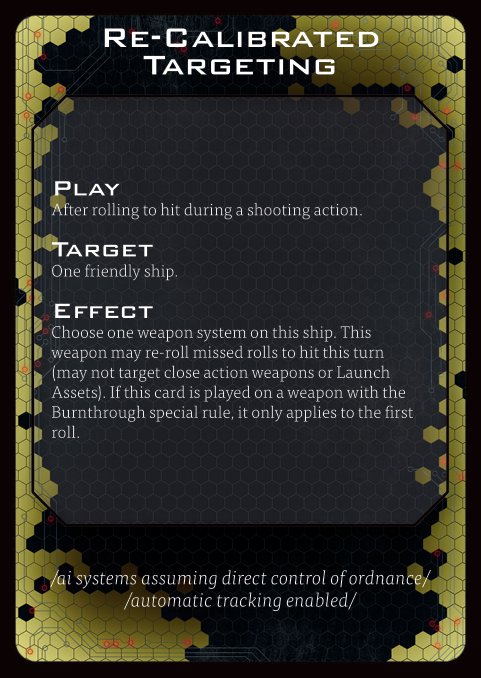 Re-Calibrated
Targeting
Play
After rolling to hit during a shooting action.
Target
One friendly ship.
Effect
Choose one weapon system on this ship. This
weapon may re-roll missed rolls to hit this turn
(may not target close action weapons or Launch
Assets). If this card is played on a weapon with the
Burnthrough special rule, it only applies to the first
roll.
/ai systems assuming direct control of ordnance/
/automatic tracking enabled/